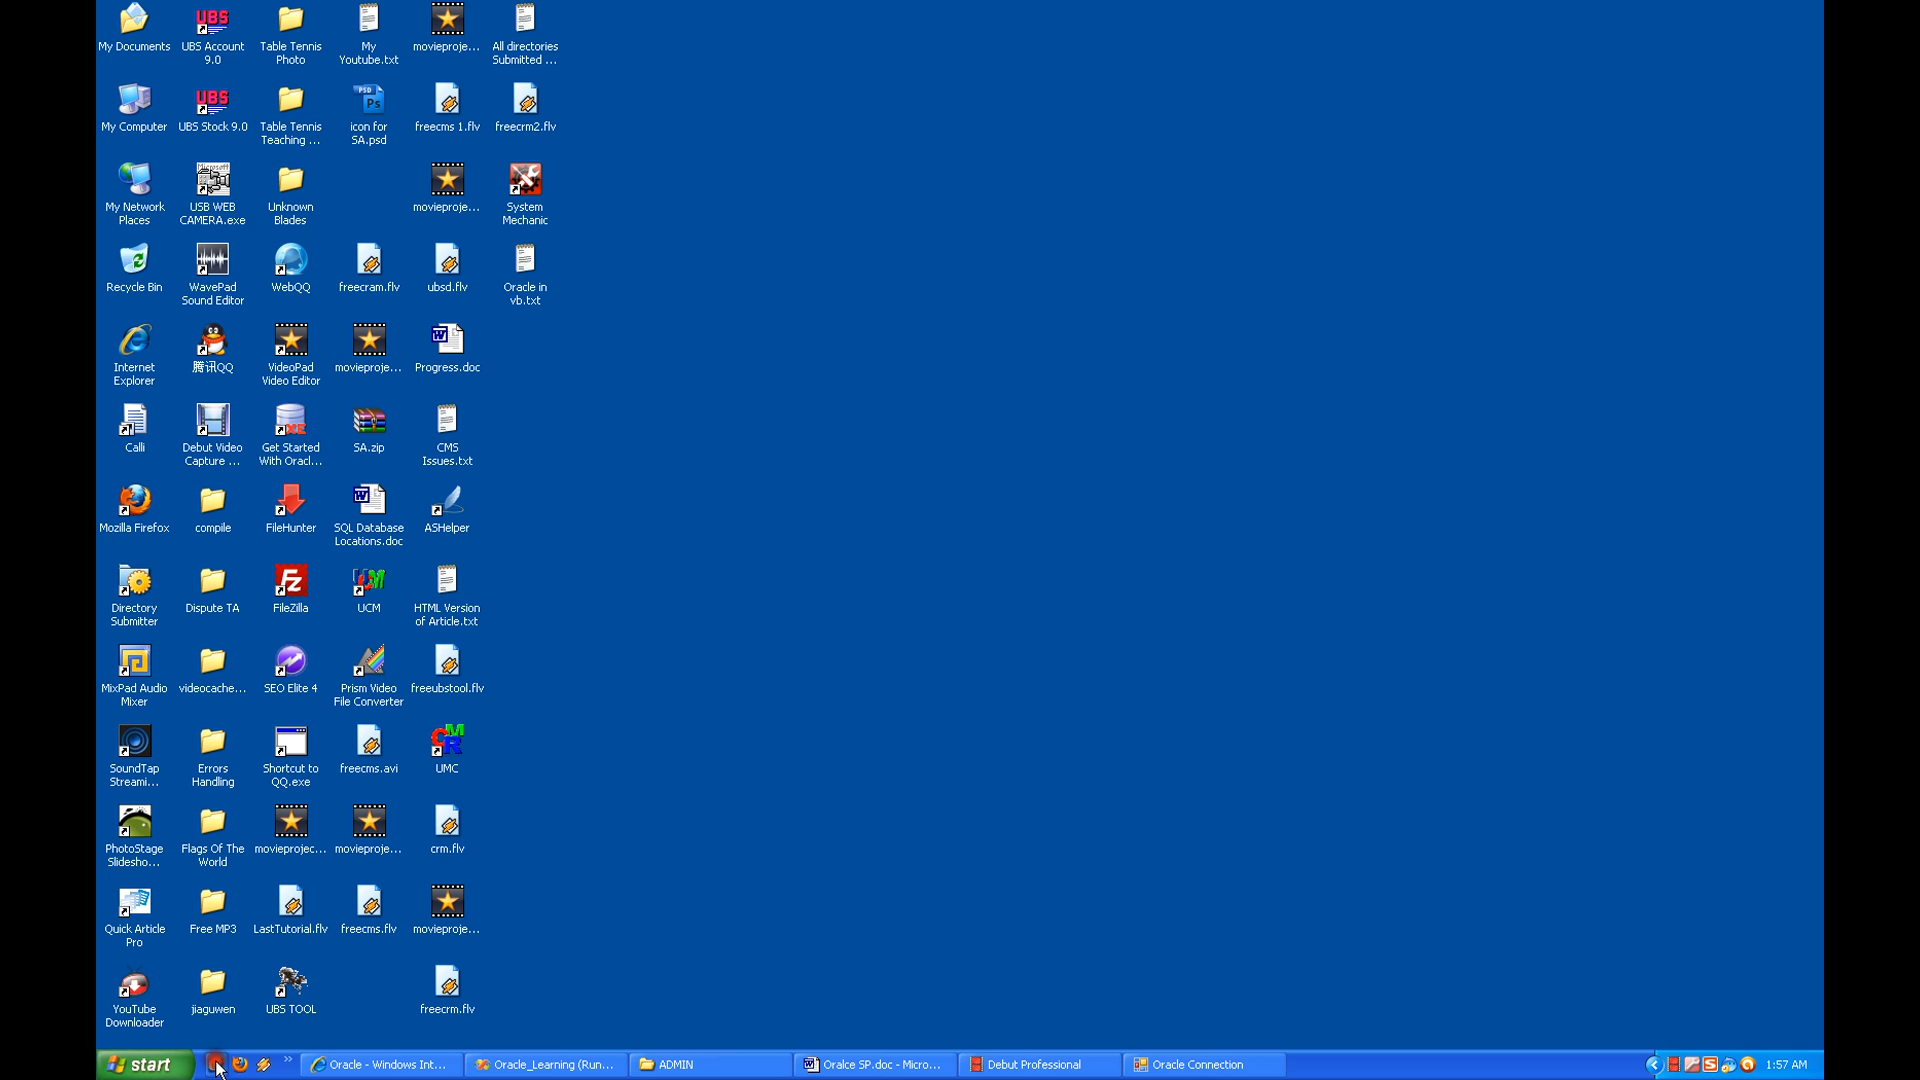 My Documents
UBS
UBS Account
9.0
Table Tennis
Photo
My
Youtube.txt
movieproje...
All directories
Submitted ...
My Computer
UBS
UBS Stock 9.0
Table Tennis
Teaching ...
PSD
Ps
icon for
SA.psd
freecms 1.flv
freecrm2.flv
My Network
Places
Microsoft
USB WEB
CAMERA.exe
Unknown
Blades
movieproje...
System
Mechanic
Recycle Bin
WavePad
Sound Editor
WebQQ
freecram.flv
ubsd.flv
Oracle in
vb.txt
Internet
Explorer
腾讯QQ
VideoPad
Video Editor
movieproje...
Progress.doc
Calli
Debut Video
Capture ...
XE
Get Started
With Oracl...
SA.zip
CMS
Issues.txt
Mozilla Firefox
compile
FileHunter
SQL Database
Locations.doc
ASHelper
Directory
Submitter
Dispute TA
Fz
FileZilla
UCM
UCM
HTML Version
of Article.txt
MixPad Audio
Mixer
videocache...
SEO Elite 4
Prism Video
File Converter
freeubstool.flv
SoundTap
Streami...
Errors
Handling
Shortcut to
QQ.exe
freecms.avi
CMR
UMC
PhotoStage
Slidesho...
Flags Of The
World
movieprojec...
movieproje...
crm.flv
Quick Article
Pro
Free MP3
LastTutorial.flv
freecms.flv
movieproje...
YouTube
Downloader
jiaguwen
UBS TOOL
freecrm.flv
start
Oracle - Windows Int...
Oracle_Learning (Run...
ADMIN
Oralce SP.doc - Micro...
Debut Professional
Oracle Connection
1:57 AM